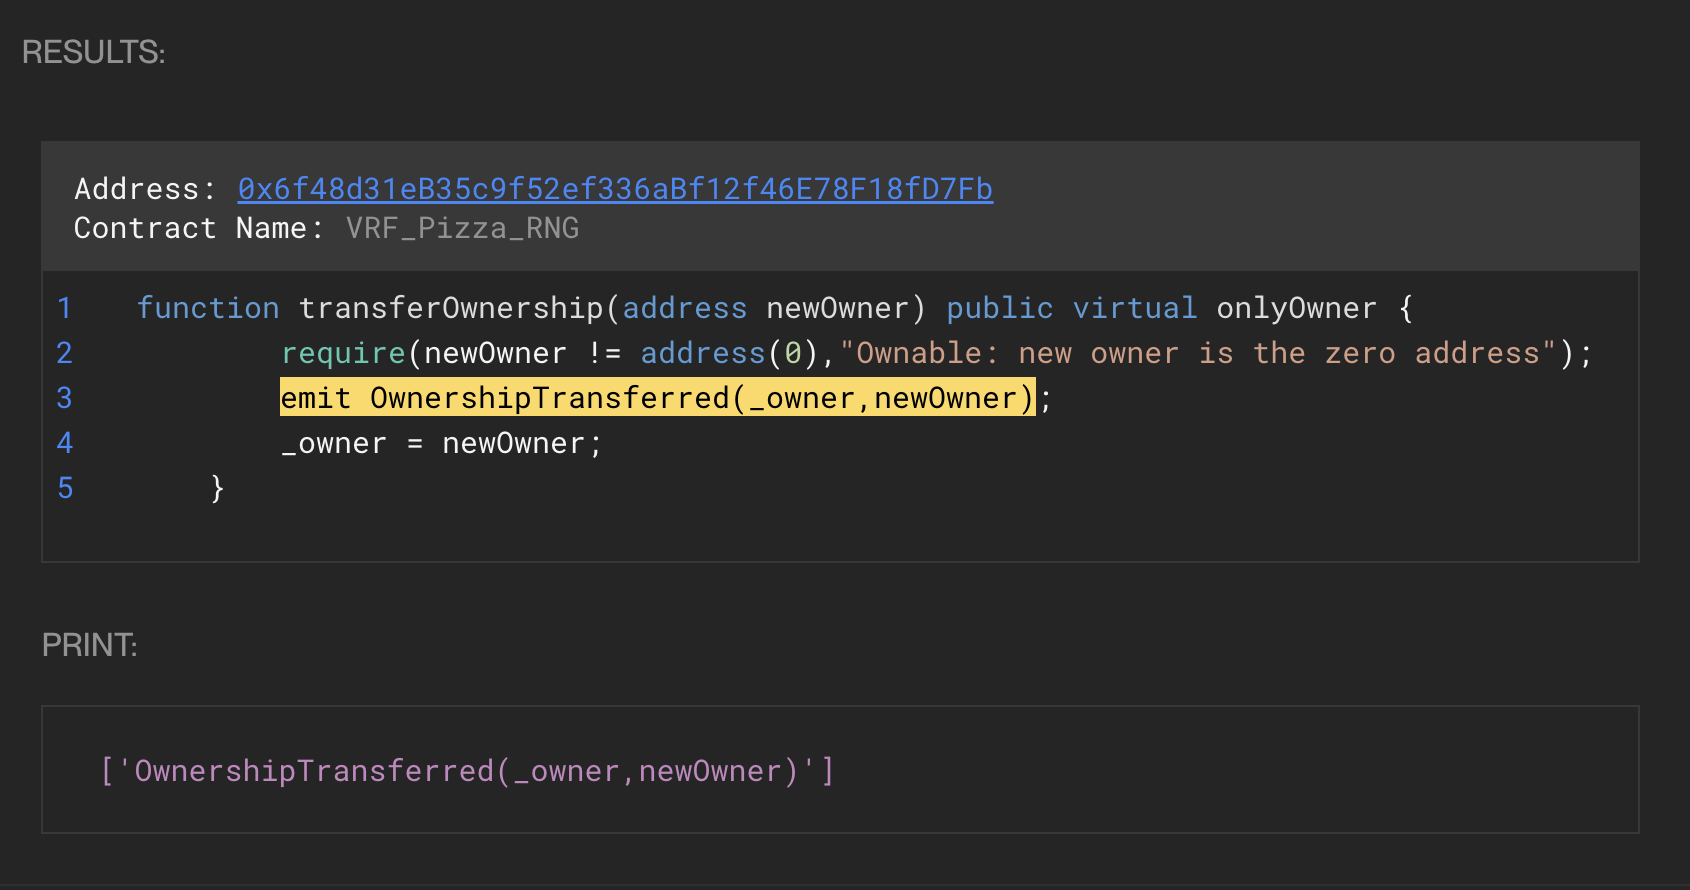 RESULTS:
Address: 0x6f48d31eB35c9f52ef336aBf12f46E78F18fD7Fb
Contract Name: VRF_Pizza_RNG
1 function transferOwnership(address newOwner) public virtual onlyOwner {
2 require(newOwner != address(0),"Ownable: new owner is the zero address");
3 emit OwnershipTransferred(_owner,newOwner);
4 _owner = newOwner;
5 }
PRINT:
['OwnershipTransferred(_owner,newOwner)']